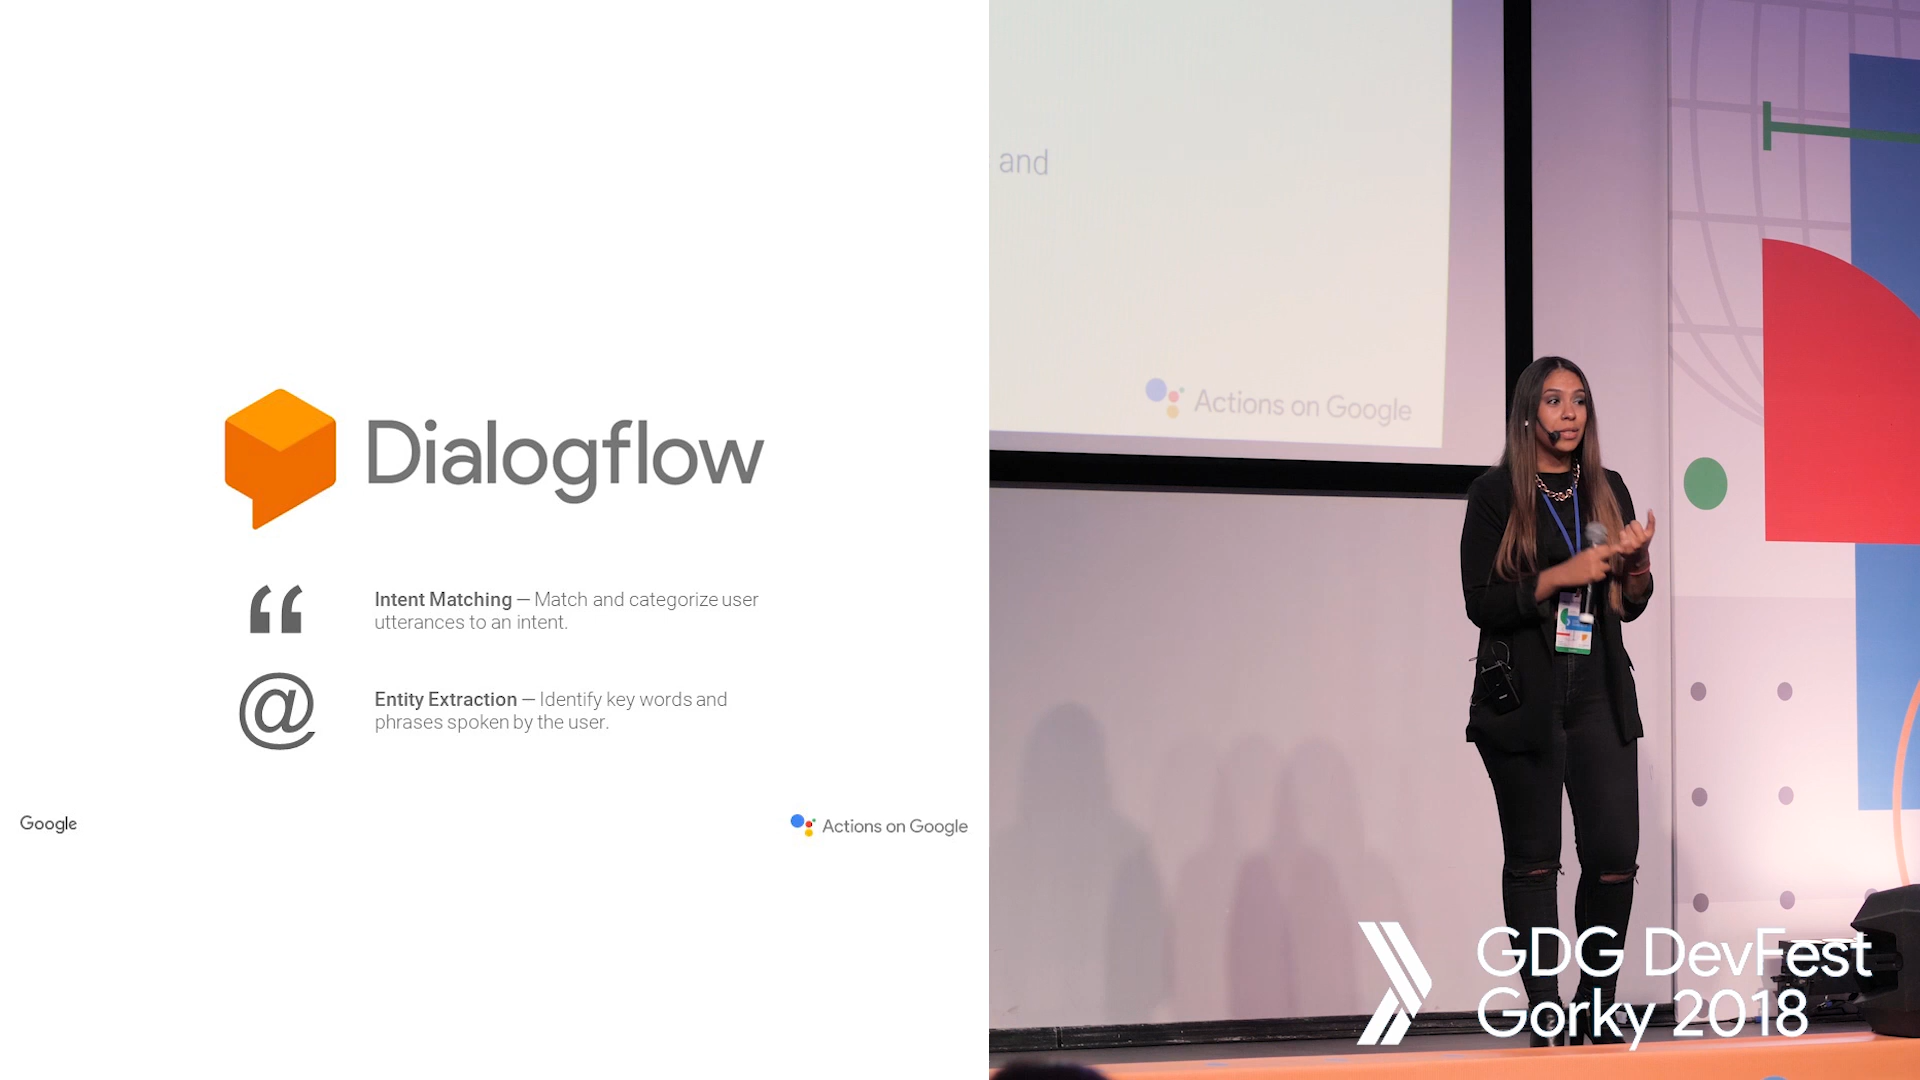 Dialogflow
Intent Matching — Match and categorize user
utterances to an intent.
@
Entity Extraction — Identify key words and
phrases spoken by the user.
Google
Actions on Google
and
Actions on Google
GDG DevFest
Gorky 2018